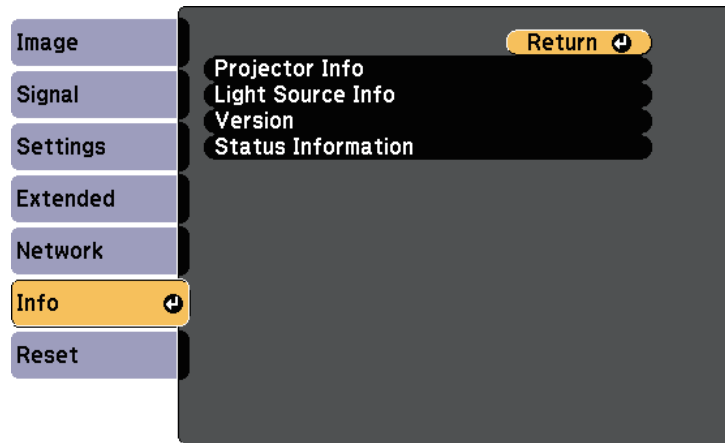 Image
Signal
Settings
Extended
Network
Info
Reset
Return
Projector Info
Light Source Info
Version
Status Information